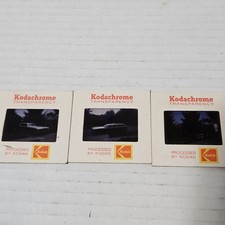 Kodachrome
TRANSPARENCY
PROCESSED
BY KODAK
Kodachrome
TRANSPARENCY
PROCESSED
BY KODAK
Kodachrome
TRANSPARENCY
PROCESSED
BY KODAK